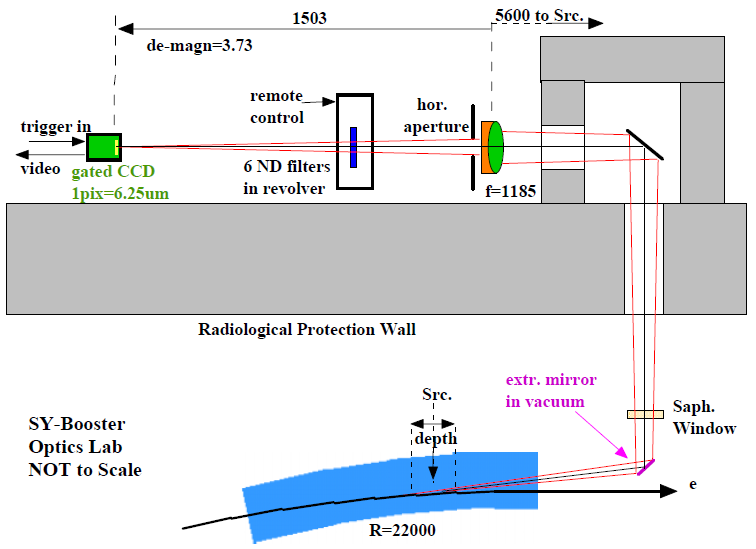 1503
5600 to Src.
de-magn=3.73
remote
control
hor.
aperture
trigger in
video
gated CCD
1pix=6.25um
6 ND filters
in revolver
f=1185
Radiological Protection Wall
extr. mirror
in vacuum
Saph.
Window
Src.
depth
SY-Booster
Optics Lab
NOT to Scale
e
R=22000